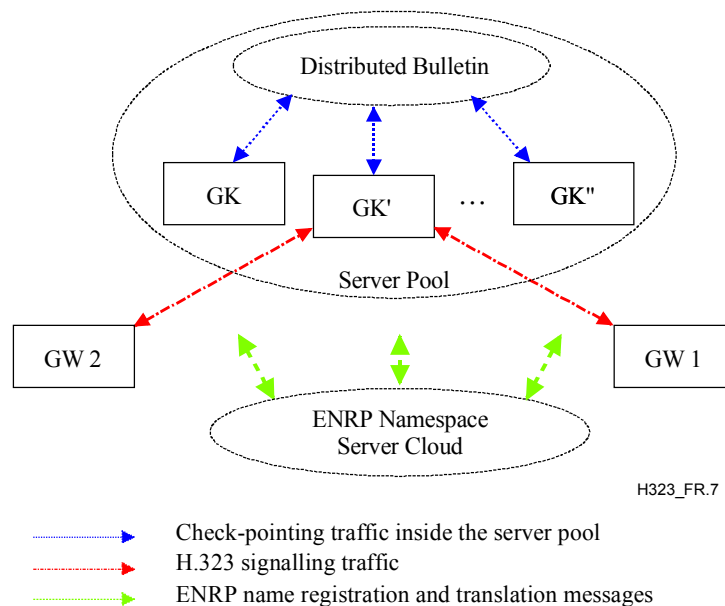 Distributed Bulletin
GK
GK'
…
GK"
Server Pool
GW 2
GW 1
ENRP Namespace
Server Cloud
H323_FR.7
Check-pointing traffic inside the server pool
H.323 signalling traffic
ENRP name registration and translation messages